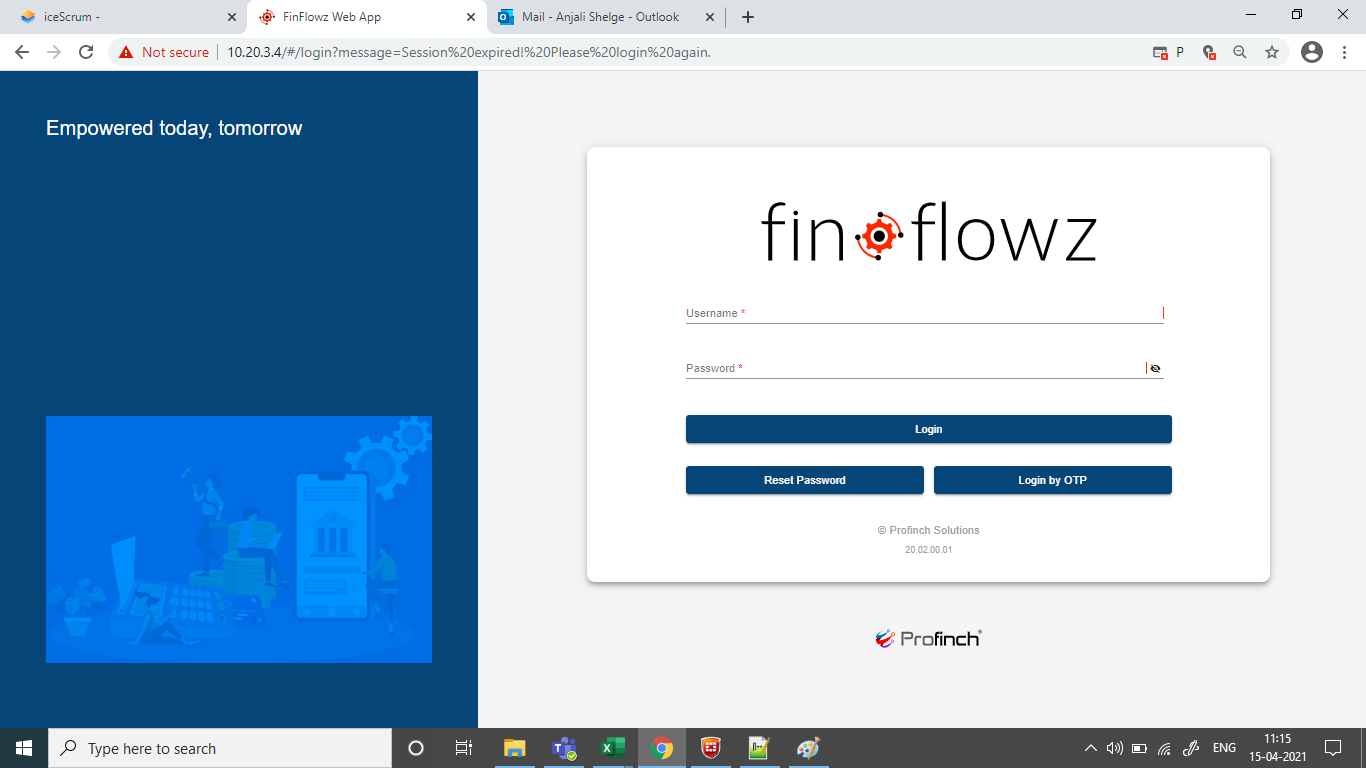 iceScrum -
FinFlowz Web App
Mail - Anjali Shelge - Outlook
Not secure
10.20.3.4/#/login?message=Session%20expired!%20Please%20login%20again.
P
Empowered today, tomorrow
finflowz
Username *
Password *
Login
Reset Password
Login by OTP
© Profinch Solutions
20.02.00.01
Profinch®
Type here to search
ENG
11:15
15-04-2021